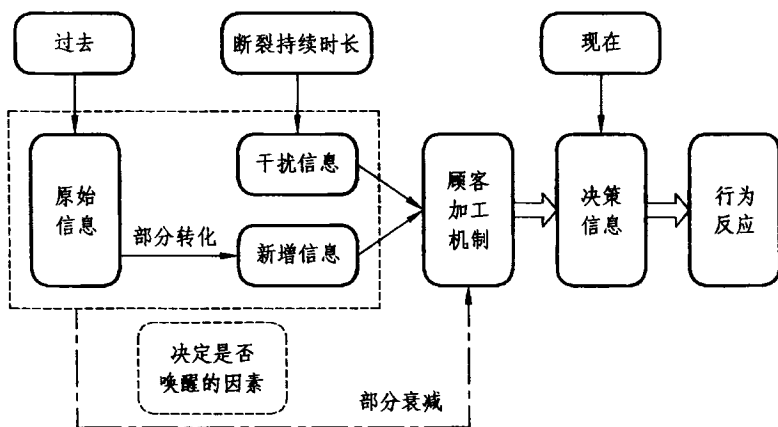 过去
断裂持续时长
现在
原始
信息
干扰信息
部分转化
新增信息
顾客
加工
机制
决策
信息
行为
反应
决定是否
唤醒的因素
部分衰减